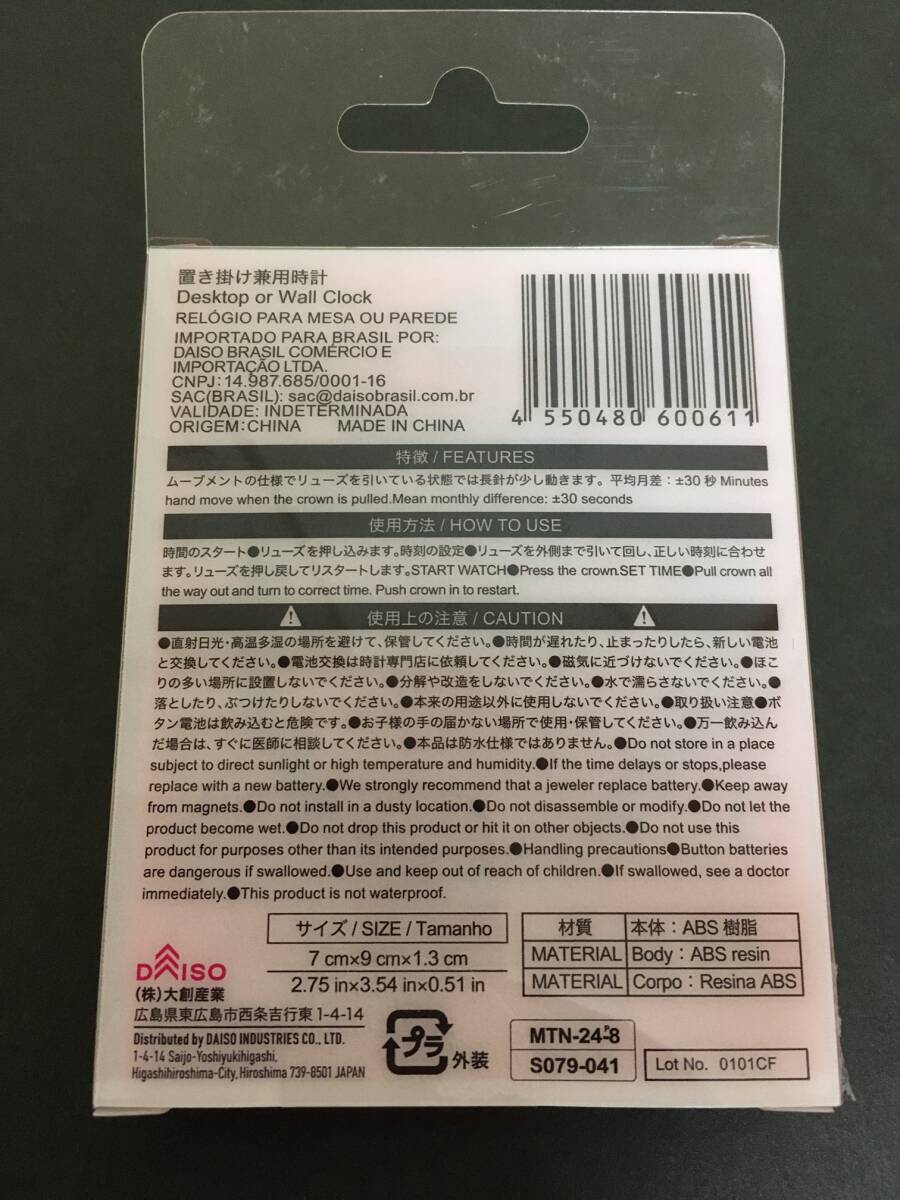 置き掛け兼用時計
Desktop or Wall Clock
RELÓGIO PARA MESA OU PAREDE
IMPORTADO PARA BRASIL POR:
DAISO BRASIL COMÉRCIO E
IMPORTAÇÃO LTDA.
CNPJ:14.987.685/0001-16
SAC(BRASIL): sac@daisobrasil.com.br
VALIDADE: INDETERMINADA
ORIGEM:CHINA MADE IN CHINA
4 550480 600611
特徴 / FEATURES
ムーブメントの仕様でリューズを引いている状態では長針が少し動きます。平均月差：±30秒 Minutes
hand move when the crown is pulled.Mean monthly difference: ±30 seconds
使用方法 / HOW TO USE
時間のスタート●リューズを押し込みます。時刻の設定●リューズを外側まで引いて回し、正しい時刻に合わせ
ます。リューズを押し戻してリスタートします。START WATCH●Press the crown.SET TIME●Pull crown all
the way out and turn to correct time. Push crown in to restart.
使用上の注意 / CAUTION
●直射日光・高温多湿の場所を避けて、保管してください。●時間が遅れたり、止まったりしたら、新しい電池
と交換してください。●電池交換は時計専門店に依頼してください。●磁気に近づけないでください。●ほこ
りの多い場所に設置しないでください。●分解や改造をしないでください。●水で濡らさないでください。●
落としたり、ぶつけたりしないでください。●本来の用途以外に使用しないでください。●取り扱い注意●ボ
タン電池は飲み込むと危険です。●お子様の手の届かない場所で使用・保管してください。●万一飲み込ん
だ場合は、すぐに医師に相談してください。●本品は防水仕様ではありません。●Do not store in a place
subject to direct sunlight or high temperature and humidity.●If the time delays or stops,please
replace with a new battery.●We strongly recommend that a jeweler replace battery.●Keep away
from magnets.●Do not install in a dusty location.●Do not disassemble or modify.●Do not let the
product become wet.●Do not drop this product or hit it on other objects.●Do not use this
product for purposes other than its intended purposes.●Handling precautions●Button batteries
are dangerous if swallowed.●Use and keep out of reach of children.●If swallowed, see a doctor
immediately.●This product is not waterproof.
サイズ / SIZE / Tamanho
7 cm×9 cm×1.3 cm
2.75 in×3.54 in×0.51 in
材質 本体：ABS 樹脂
MATERIAL Body：ABS resin
MATERIAL Corpo：Resina ABS
DAISO
(株)大創産業
広島県東広島市西条吉行東 1-4-14
Distributed by DAISO INDUSTRIES CO., LTD.
1-4-14 Saijo-Yoshiyukihigashi,
Higashihiroshima-City, Hiroshima 739-8501 JAPAN
プラ 外装
MTN-24-8
S079-041
Lot No. 0101CF